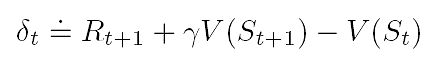 δ_t ≐ R_{t+1} + γV(S_{t+1}) − V(S_t)